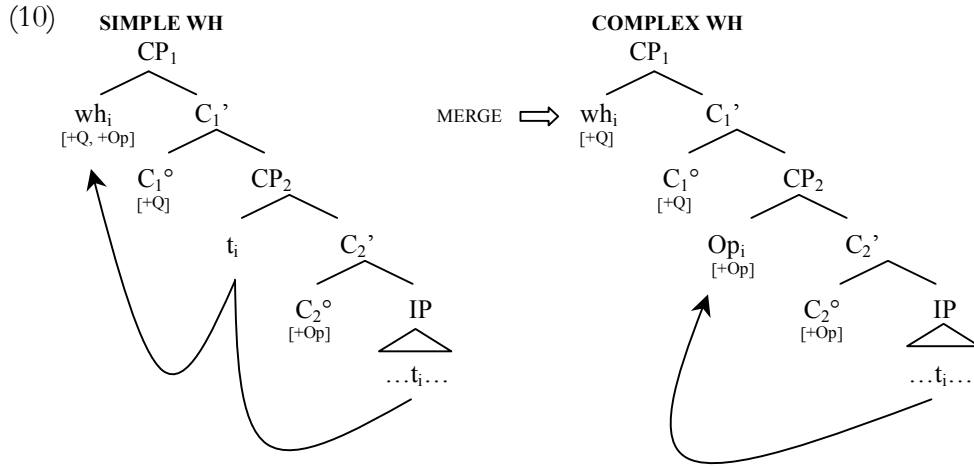 (10) SIMPLE WH COMPLEX WH
CP₁ CP₁
whᵢ C₁’ MERGE whᵢ C₁’
[+Q, +Op] [+Q]
C₁° CP₂ C₁° CP₂
[+Q] [+Q]
tᵢ C₂’ Opᵢ C₂’
[+Op]
C₂° IP C₂° IP
[+Op] [+Op]
…tᵢ… …tᵢ…